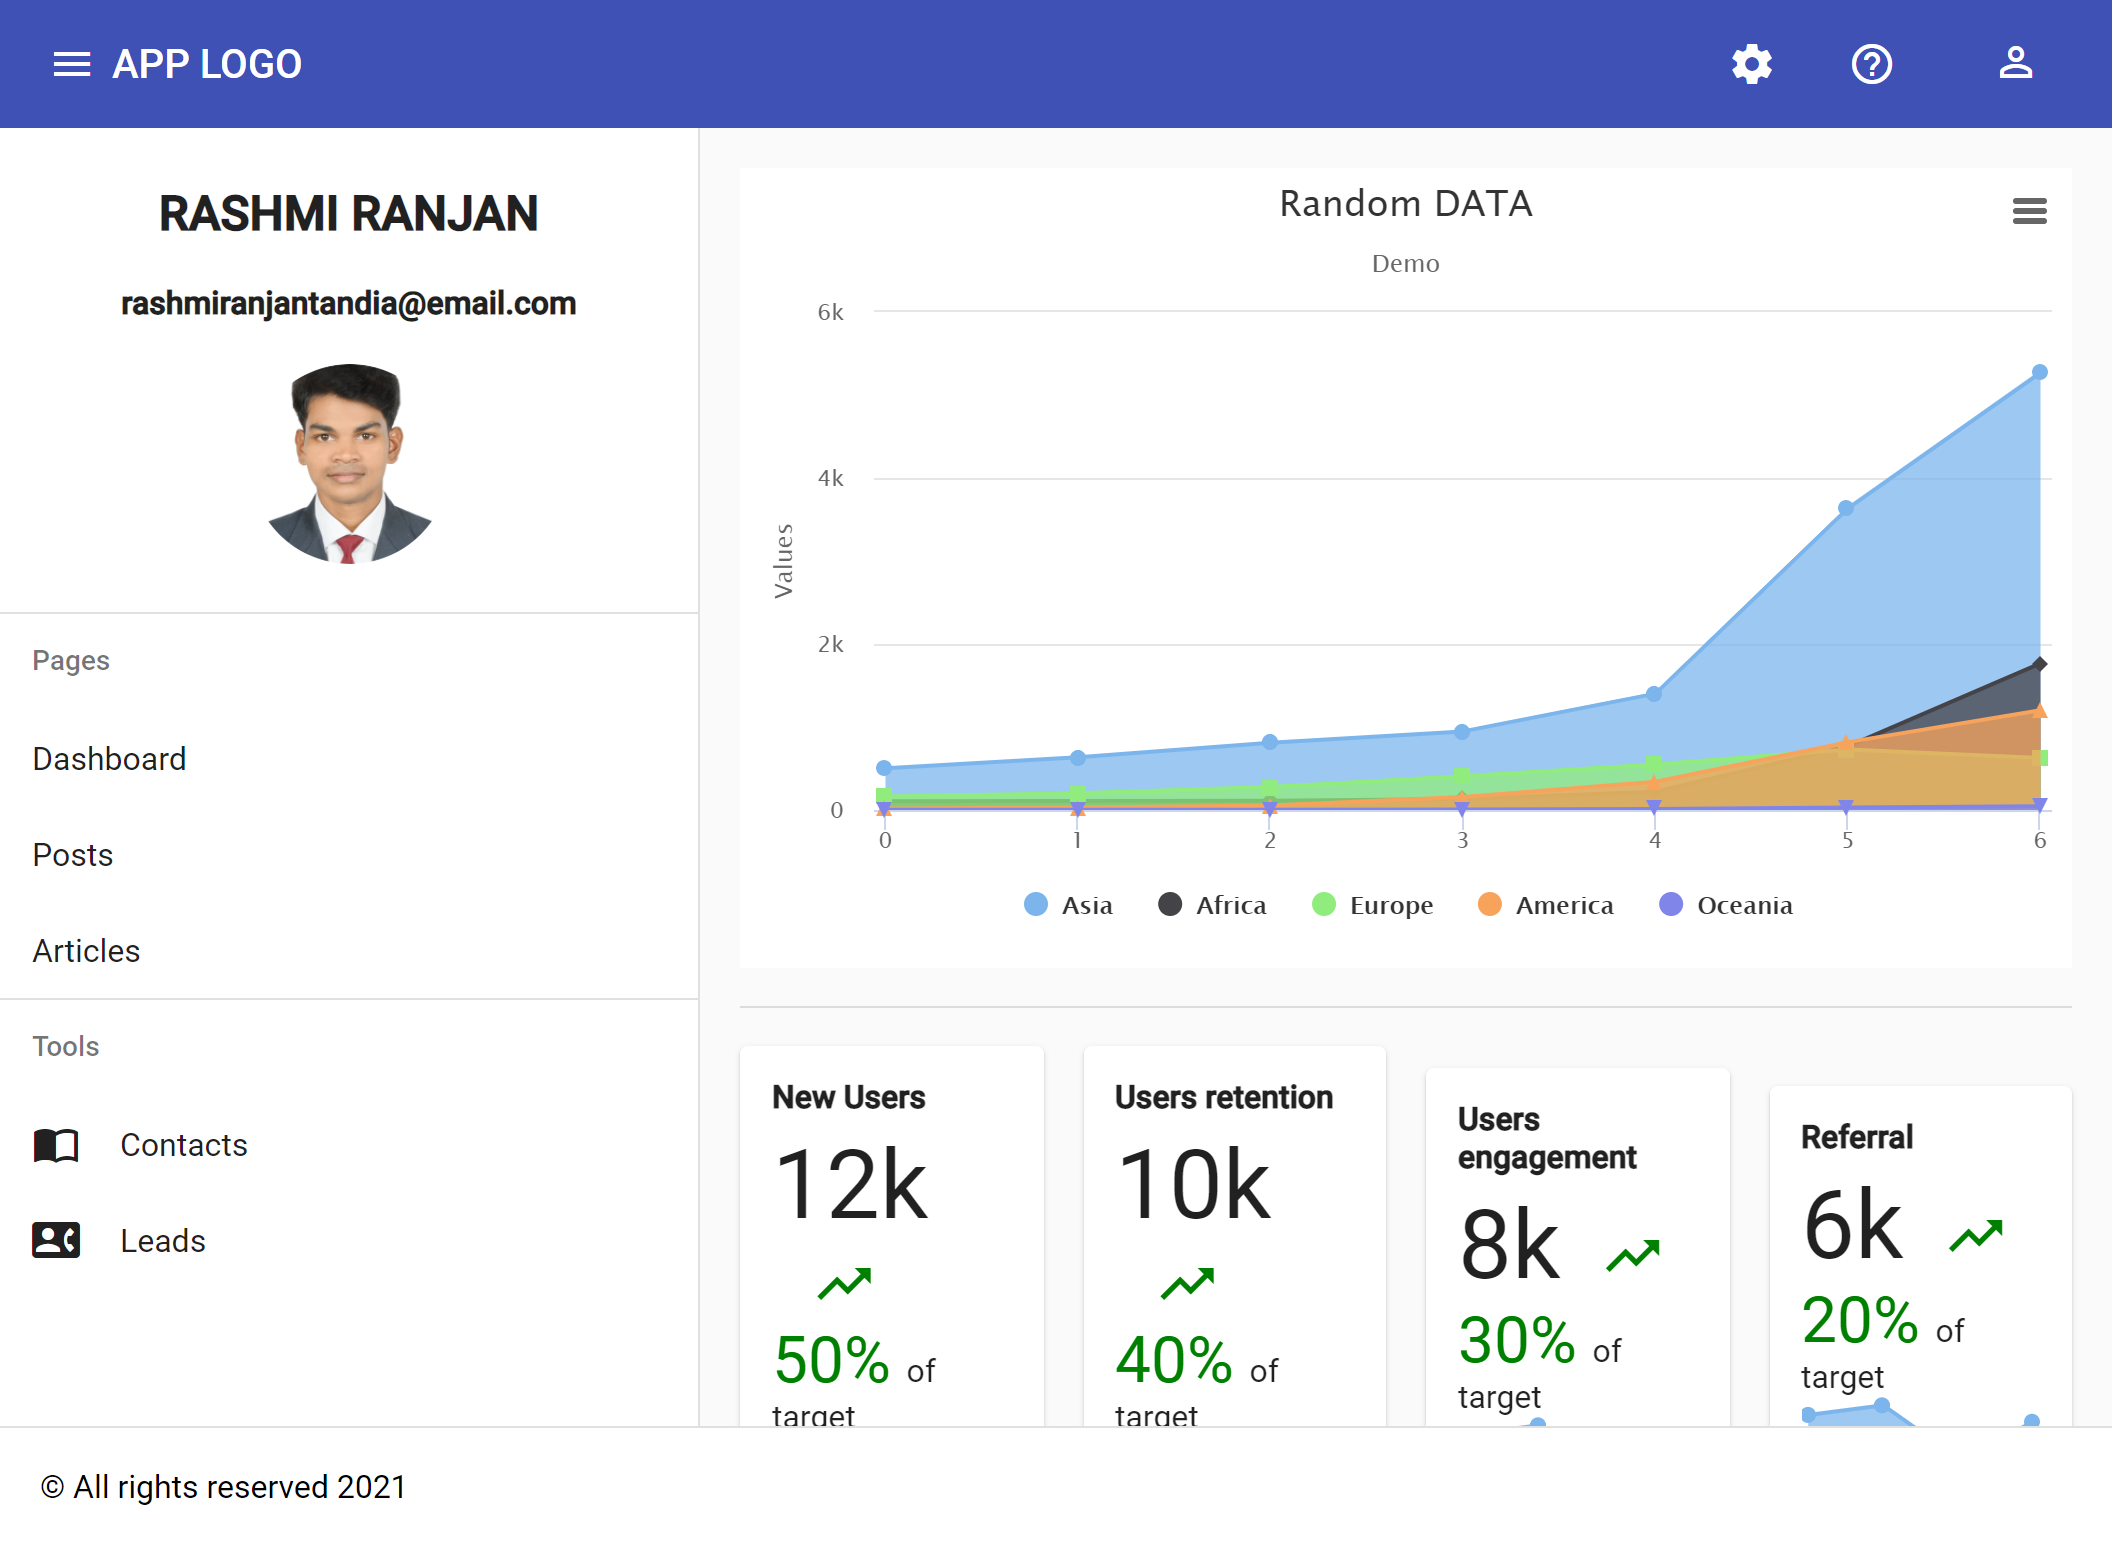 APP LOGO
RASHMI RANJAN
rashmiranjantandia@email.com
Pages
Dashboard
Posts
Articles
Tools
Contacts
Leads
Random DATA
Demo
Values
6k
4k
2k
0
0 1 2 3 4 5 6
Asia Africa Europe America Oceania
New Users
12k
50% of
target
Users retention
10k
40% of
target
Users
engagement
8k
30% of
target
Referral
6k
20% of
target
© All rights reserved 2021